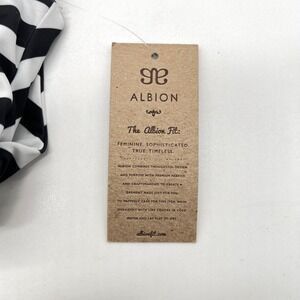 ALBION
The Albion Fit:
FEMININE. SOPHISTICATED.
TRUE. TIMELESS.
ALBION COMBINES THOUGHTFUL DESIGN
AND PURPOSE WITH PREMIUM FABRICS
AND CRAFTSMANSHIP TO CREATE A
GARMENT MADE JUST FOR YOU.
TO PROPERLY CARE FOR THIS ITEM, WASH
SEPARATELY WITH LIKE COLORS IN COLD
WATER AND LAY FLAT TO DRY.
albionfit.com